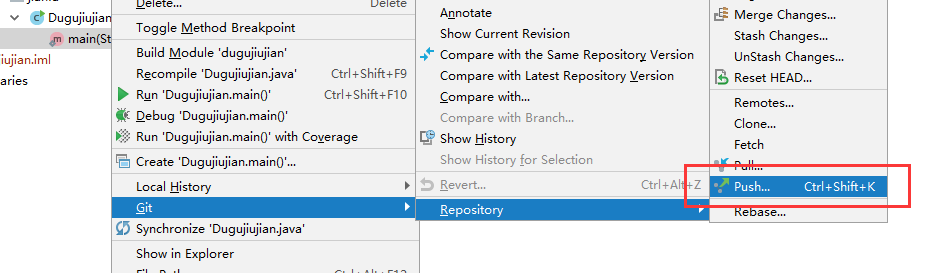 Dugujiujian
main(St
iujian.iml
aries
Delete... Delete
Toggle Method Breakpoint
Build Module 'dugujiujian'
Recompile 'Dugujiujian.java' Ctrl+Shift+F9
Run 'Dugujiujian.main()' Ctrl+Shift+F10
Debug 'Dugujiujian.main()'
Run 'Dugujiujian.main()' with Coverage
Create 'Dugujiujian.main()'...
Local History
Git
Synchronize 'Dugujiujian.java'
Show in Explorer
Annotate
Show Current Revision
Compare with the Same Repository Version
Compare with Latest Repository Version
Compare with...
Compare with Branch...
Show History
Show History for Selection
Revert... Ctrl+Alt+Z
Repository
Merge Changes...
Stash Changes...
UnStash Changes...
Reset HEAD...
Remotes...
Clone...
Fetch
Pull...
Push... Ctrl+Shift+K
Rebase...